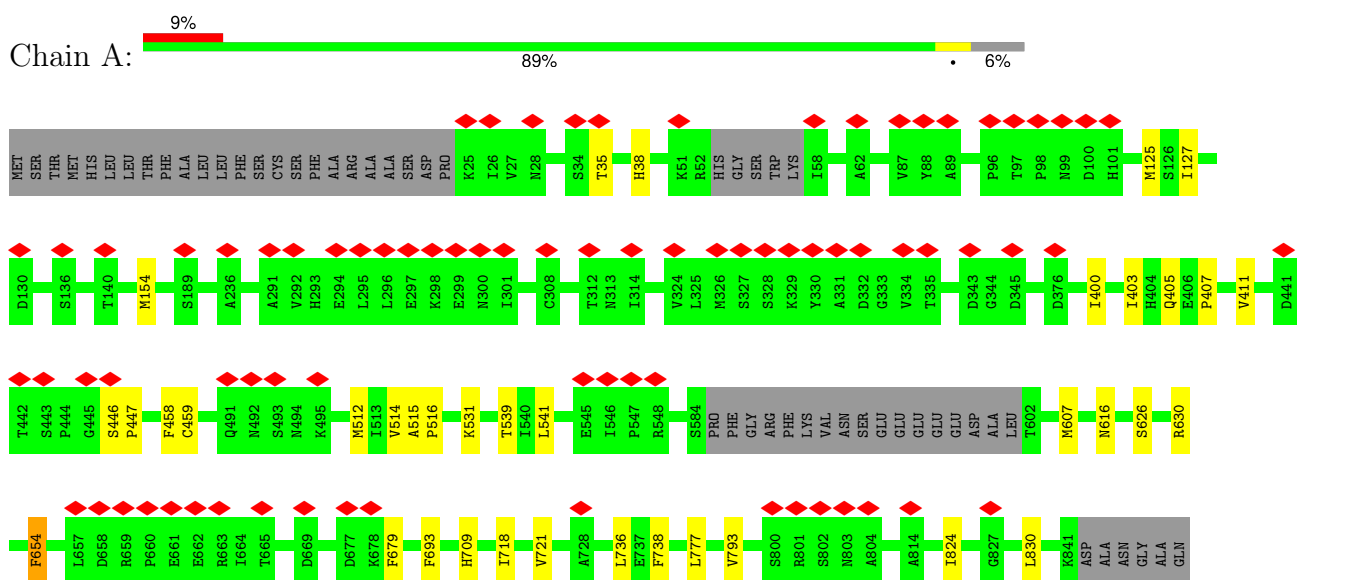 9%
Chain A:
89% • 6%
MET SER THR MET HIS LEU LEU THR PHE ALA LEU LEU PHE SER CYS SER PHE ALA ARG ALA ALA SER ASP PRO K25 I26 V27 N28 S34 T35 H38 K51 R52 HIS GLY SER TRP LYS I58 A62 V87 Y88 A89 P96 T97 P98 N99 D100 H101 M125 S126 I127
D130 S136 T140 M154 S189 A236 A291 V292 H293 E294 L295 L296 E297 K298 E299 N300 I301 C308 T312 N313 I314 V324 L325 M326 S327 S328 K329 Y330 A331 D332 G333 V334 T335 D343 G344 D345 D376 I400 I403 H404 Q405 E406 P407 V411 D441
T442 S443 P444 G445 S446 P447 F458 C459 Q491 N492 S493 N494 K495 M512 I513 V514 A515 P516 K531 T539 I540 L541 E545 I546 P547 R548 S584 PRO PHE GLY ARG PHE LYS VAL ASN SER GLU GLU GLU GLU GLU ASP ALA LEU T602 M607 N616 S626 R630
F654 L657 D658 R659 P660 E661 E662 R663 I664 T665 D669 D677 K678 F679 F693 H709 I718 V721 A728 L736 E737 F738 L777 V793 S800 R801 S802 N803 A804 A814 I824 G827 L830 K841 ASP ALA ASN GLY ALA GLN